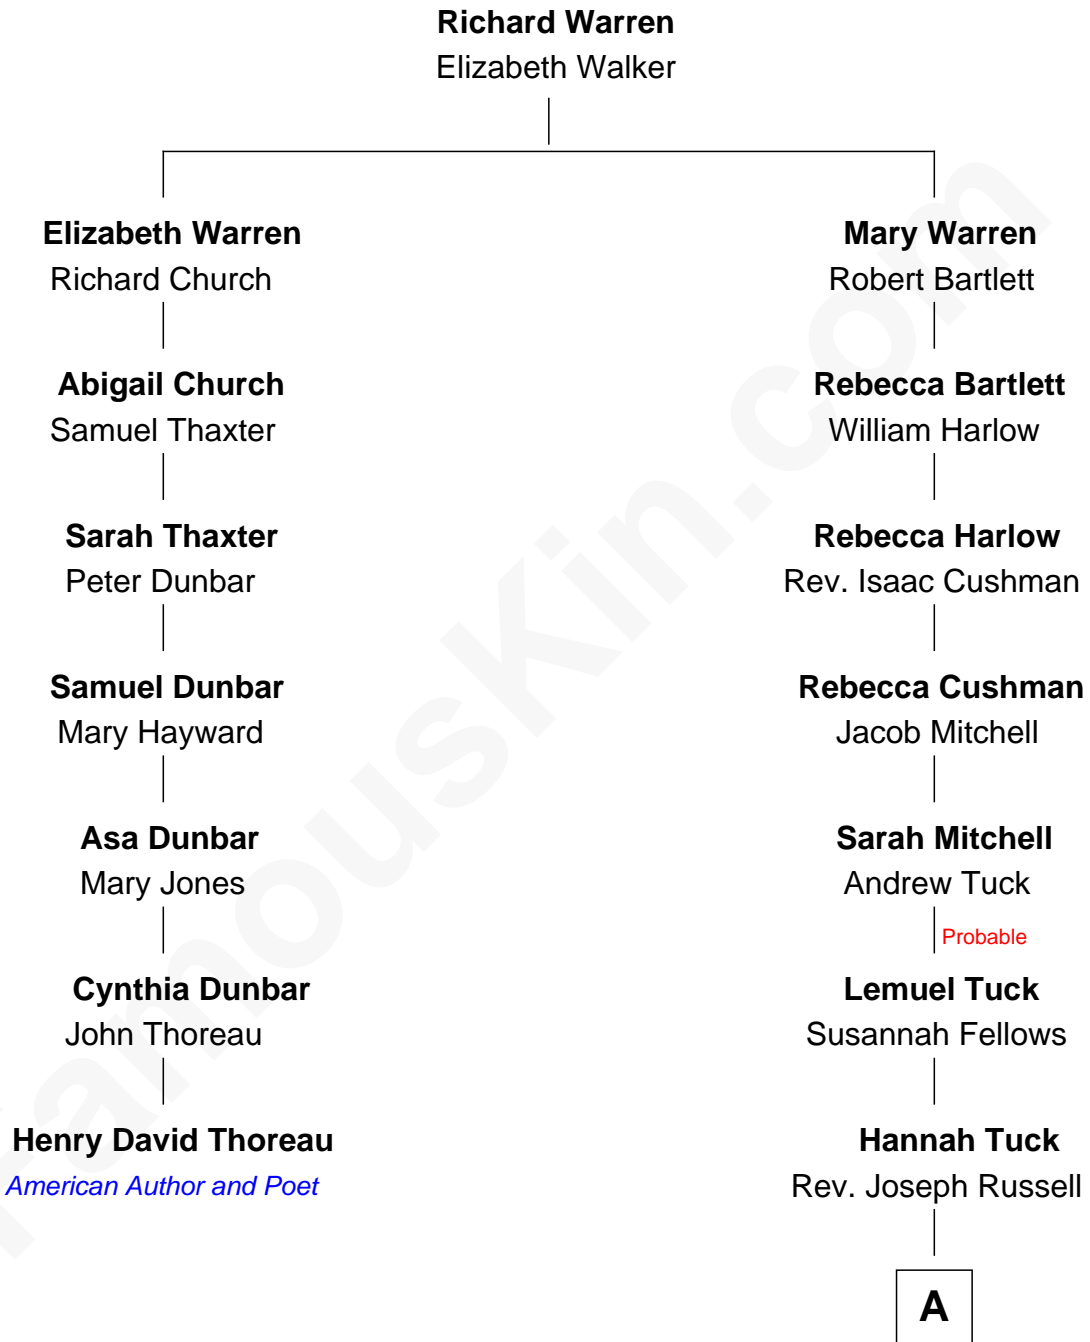 Richard Warren
Elizabeth Walker
Elizabeth Warren
Richard Church
Abigail Church
Samuel Thaxter
Sarah Thaxter
Peter Dunbar
Samuel Dunbar
Mary Hayward
Asa Dunbar
Mary Jones
Cynthia Dunbar
John Thoreau
Henry David Thoreau
American Author and Poet
Mary Warren
Robert Bartlett
Rebecca Bartlett
William Harlow
Rebecca Harlow
Rev. Isaac Cushman
Rebecca Cushman
Jacob Mitchell
Sarah Mitchell
Andrew Tuck
Probable
Lemuel Tuck
Susannah Fellows
Hannah Tuck
Rev. Joseph Russell
A
FamousKin.com